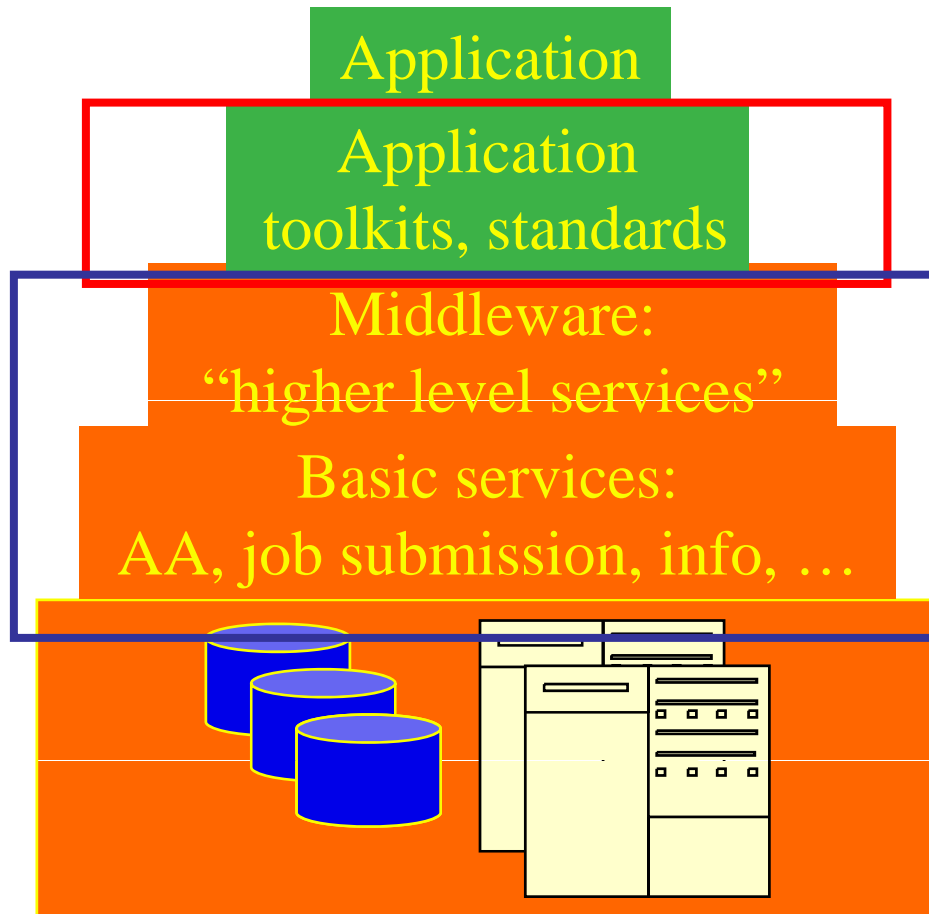 Application
Application
toolkits, standards
Middleware:
“higher level services”
Basic services:
AA, job submission, info, …